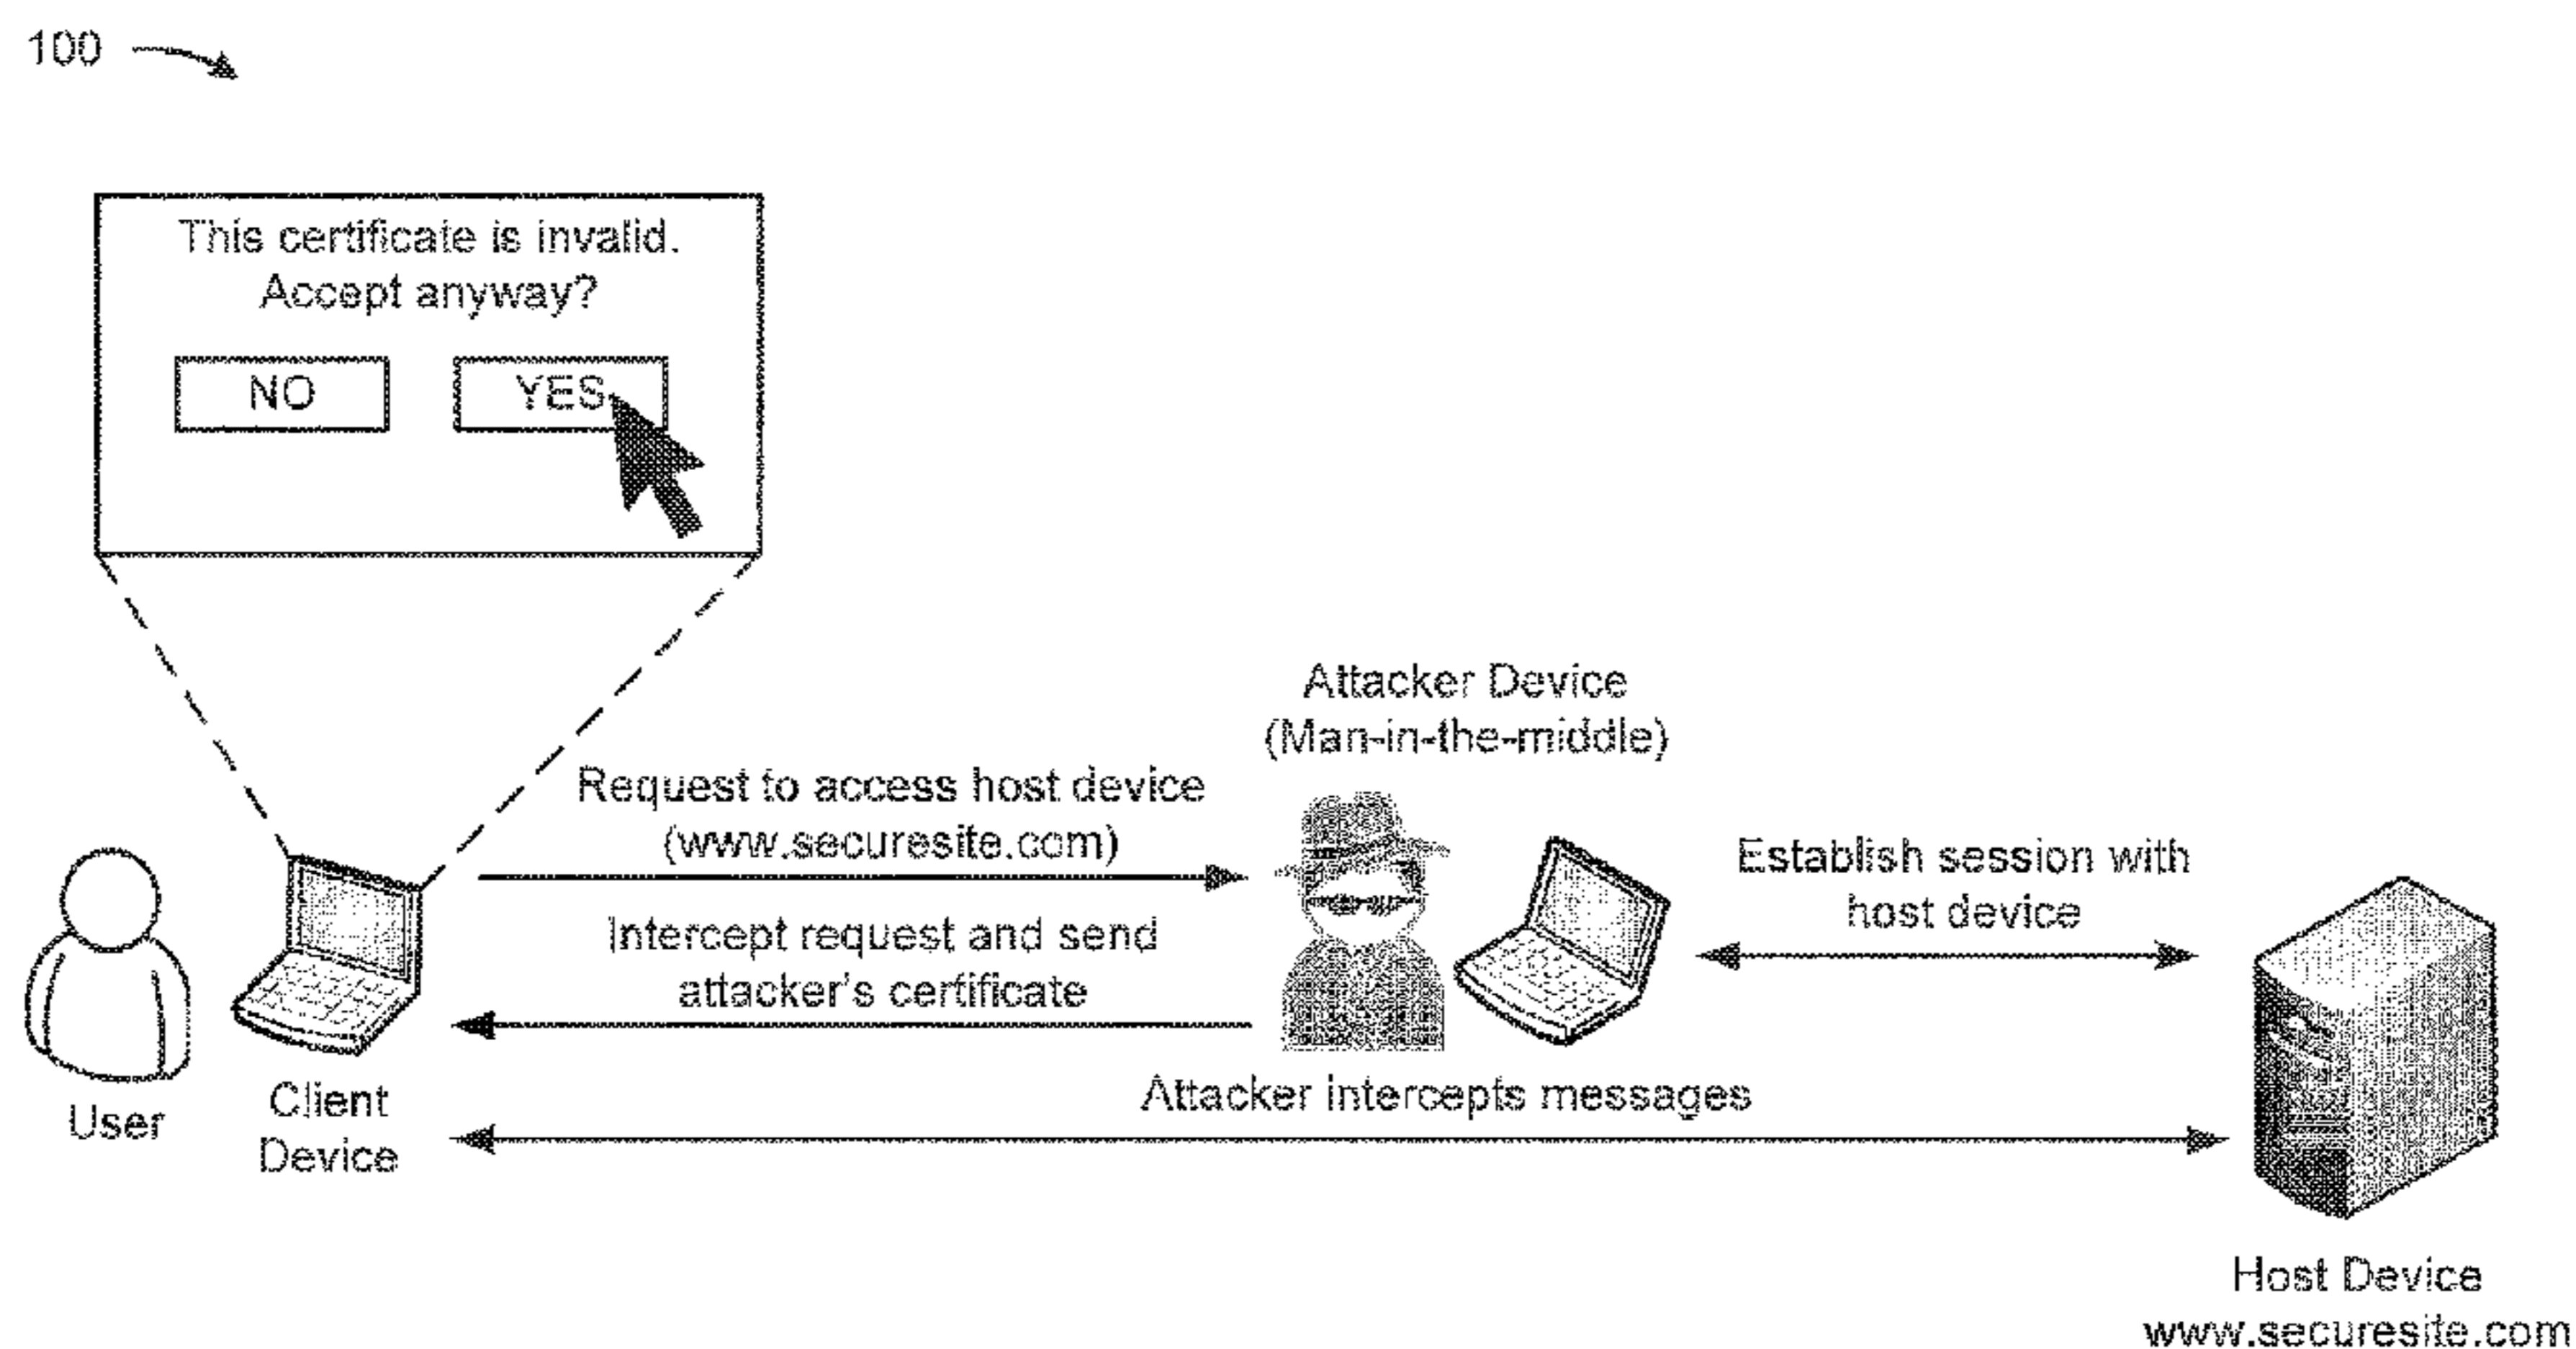 100
This certificate is invalid.
Accept anyway?
NO
YES
Attacker Device
(Man-in-the-middle)
Request to access host device
(www.securesite.com)
Intercept request and send
attacker's certificate
Establish session with
host device
Attacker intercepts messages
User
Client
Device
Host Device
www.securesite.com